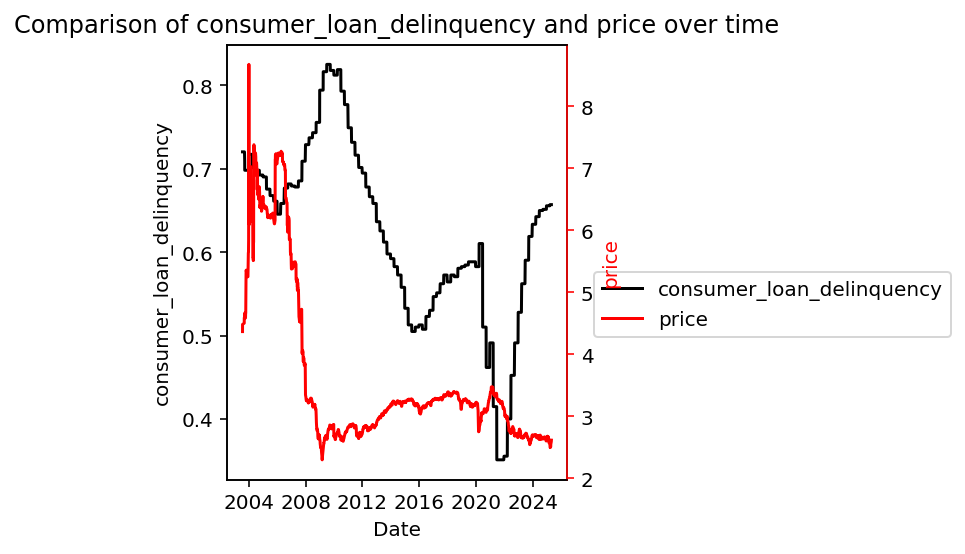 Comparison of consumer_loan_delinquency and price over time
consumer_loan_delinquency
0.8
0.7
0.6
0.5
0.4
8
7
6
5
4
3
2
price
consumer_loan_delinquency
price
2004 2008 2012 2016 2020 2024
Date